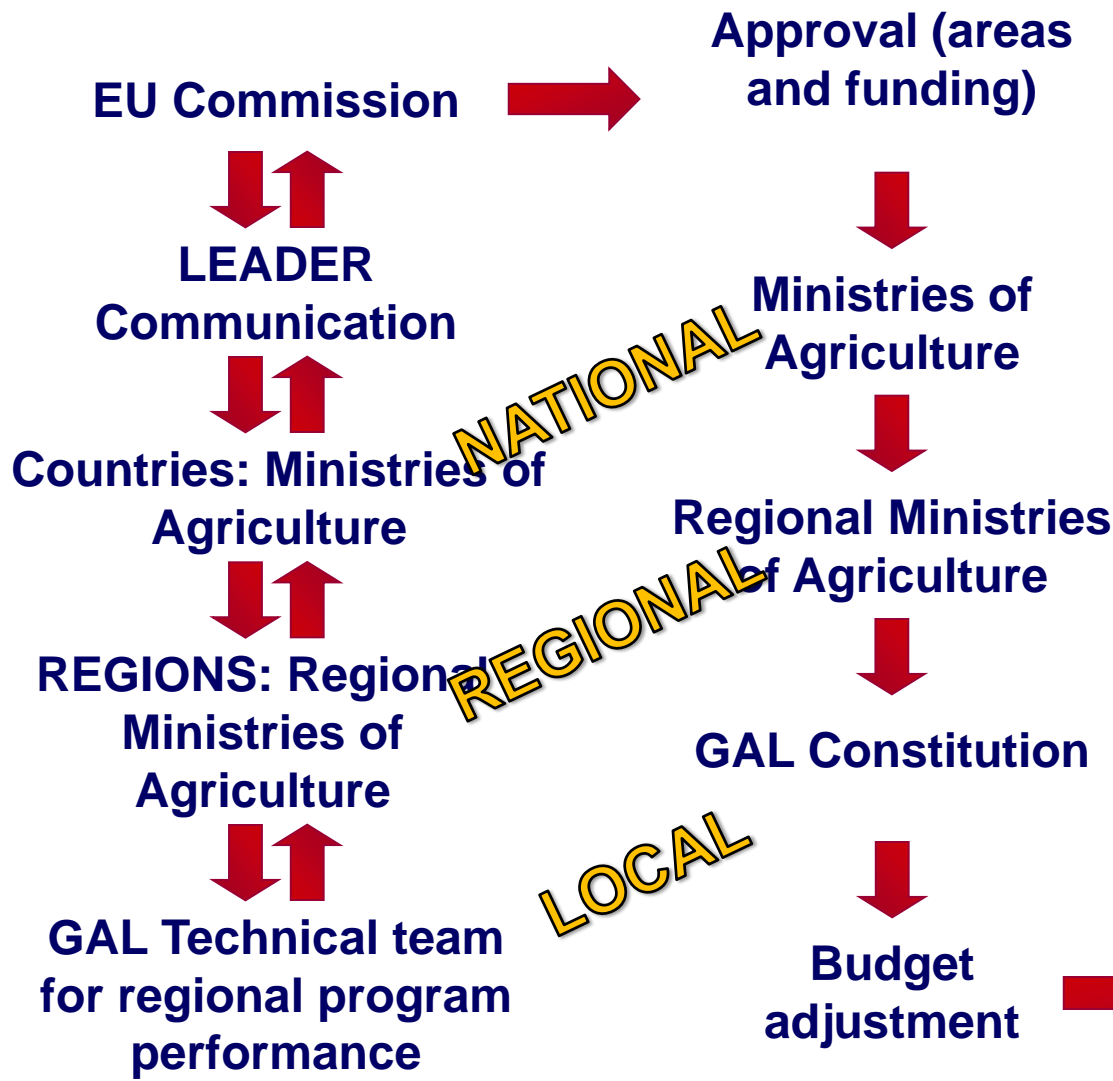 EU Commission
LEADER
Communication
Countries: Ministries of
Agriculture
REGIONS: Regional
Ministries of
Agriculture
GAL Technical team
for regional program
performance
NATIONAL
REGIONAL
LOCAL
Approval (areas
and funding)
Ministries of
Agriculture
Regional Ministries
of Agriculture
GAL Constitution
Budget
adjustment